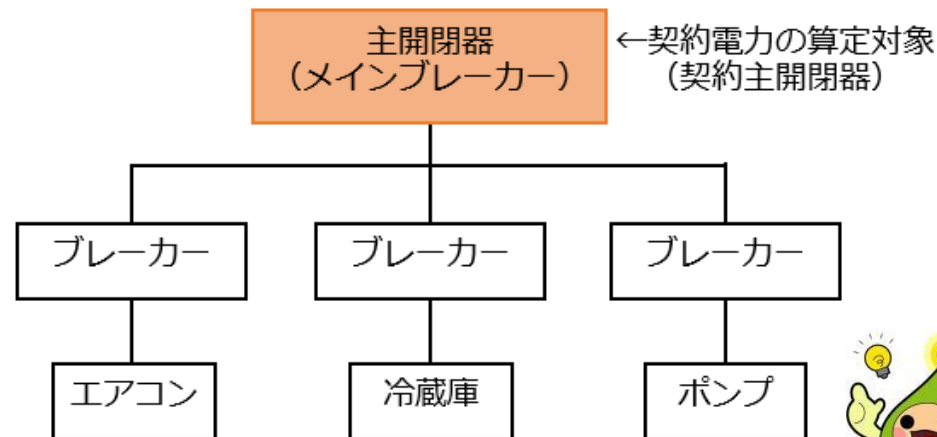 主開閉器
（メインブレーカー）
←契約電力の算定対象
（契約主開閉器）
ブレーカー
ブレーカー
ブレーカー
エアコン
冷蔵庫
ポンプ